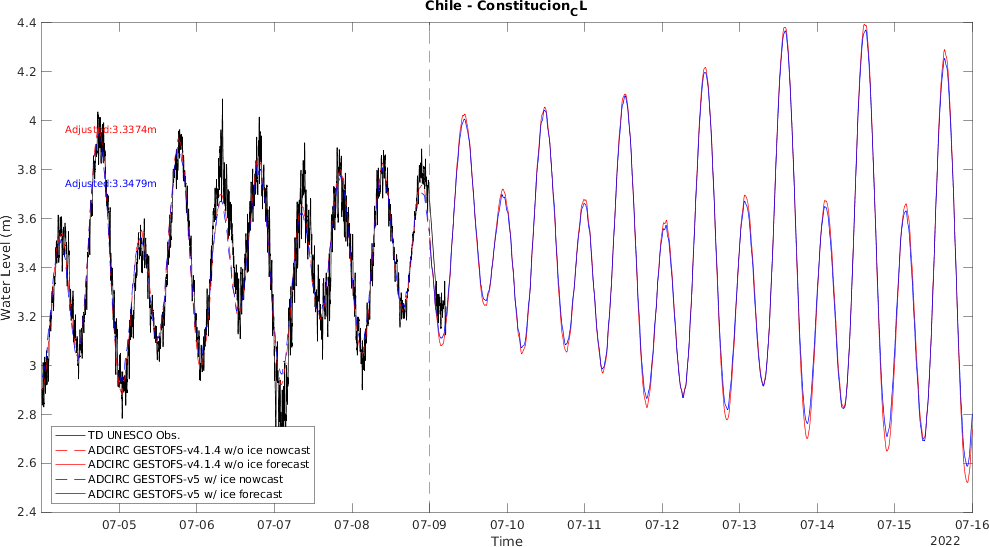 Chile - Constitucion_CL
4.4
4.2
4
3.8
3.6
3.4
3.2
3
2.8
2.6
2.4
Water Level (m)
Adjusted:3.3374m
Adjusted:3.3479m
TD UNESCO Obs.
ADCIRC GESTOFS-v4.1.4 w/o ice nowcast
ADCIRC GESTOFS-v4.1.4 w/o ice forecast
ADCIRC GESTOFS-v5 w/ ice nowcast
ADCIRC GESTOFS-v5 w/ ice forecast
07-05 07-06 07-07 07-08 07-09 07-10 07-11 07-12 07-13 07-14 07-15 07-16
Time
2022